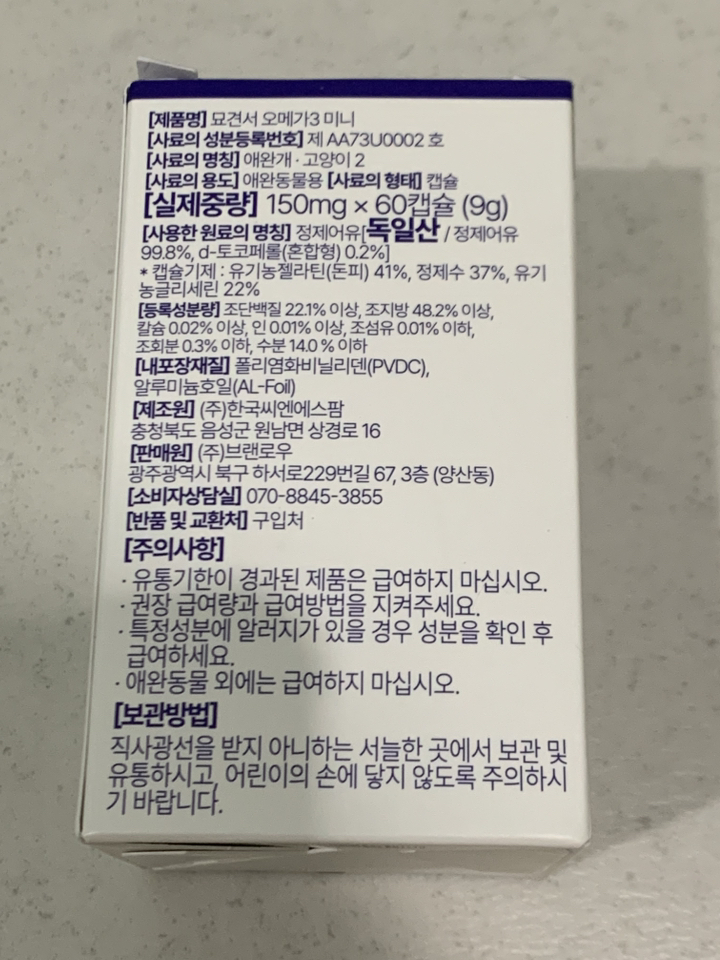 [제품명] 묘견서 오메가3 미니
[사료의 성분등록번호] 제 AA73U0002 호
[사료의 명칭] 애완개 · 고양이 2
[사료의 용도] 애완동물용 [사료의 형태] 캡슐
[실제중량] 150mg × 60캡슐 (9g)
[사용한 원료의 명칭] 정제어유[독일산 / 정제어유
99.8%, d-토코페롤(혼합형) 0.2%]
* 캡슐기제 : 유기농젤라틴(돈피) 41%, 정제수 37%, 유기
농글리세린 22%
[등록성분량] 조단백질 22.1% 이상, 조지방 48.2% 이상,
칼슘 0.02% 이상, 인 0.01% 이상, 조섬유 0.01% 이하,
조회분 0.3% 이하, 수분 14.0 % 이하
[내포장재질] 폴리염화비닐리덴(PVDC),
알루미늄호일(AL-Foil)
[제조원] (주)한국씨엔에스팜
충청북도 음성군 원남면 상경로 16
[판매원] (주)브랜로우
광주광역시 북구 하서로229번길 67, 3층 (양산동)
[소비자상담실] 070-8845-3855
[반품 및 교환처] 구입처
[주의사항]
· 유통기한이 경과된 제품은 급여하지 마십시오.
· 권장 급여량과 급여방법을 지켜주세요.
· 특정성분에 알러지가 있을 경우 성분을 확인 후
급여하세요.
· 애완동물 외에는 급여하지 마십시오.
[보관방법]
직사광선을 받지 아니하는 서늘한 곳에서 보관 및
유통하시고, 어린이의 손에 닿지 않도록 주의하시
기 바랍니다.